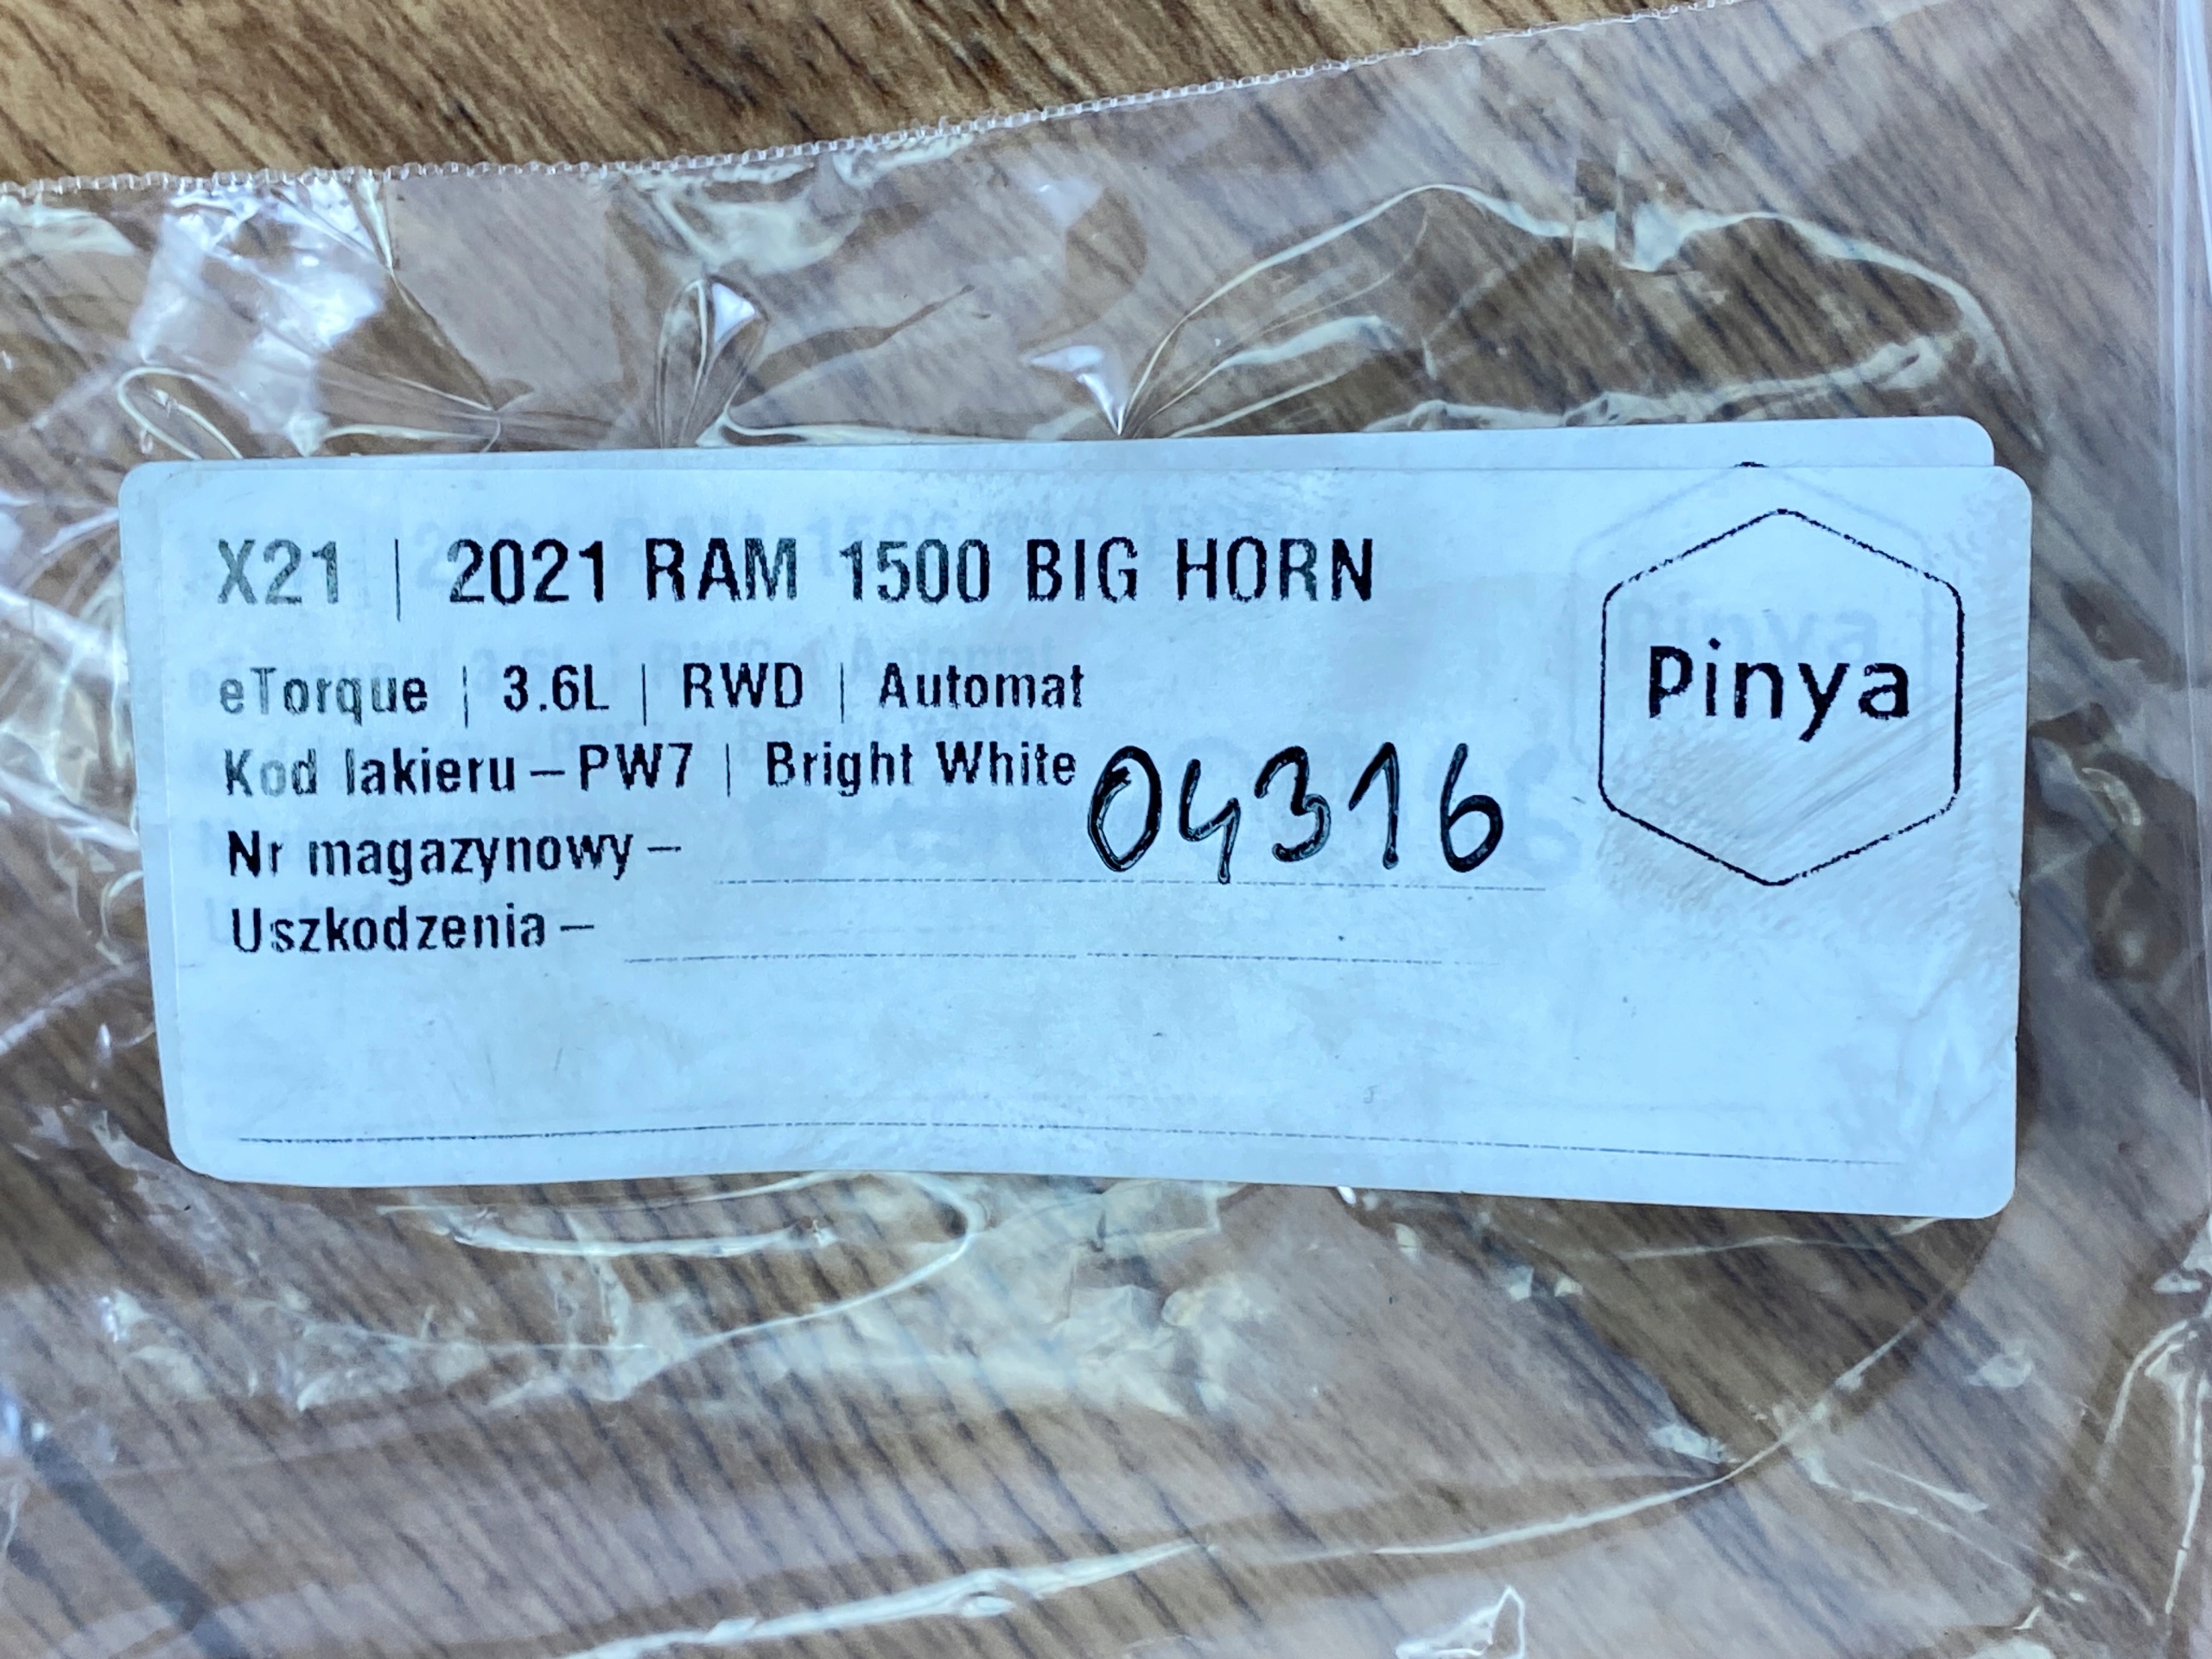 X21 | 2021 RAM 1500 BIG HORN
eTorque | 3.6L | RWD | Automat
Kod lakieru – PW7 | Bright White
Nr magazynowy – 04316
Uszkodzenia –
Pinya